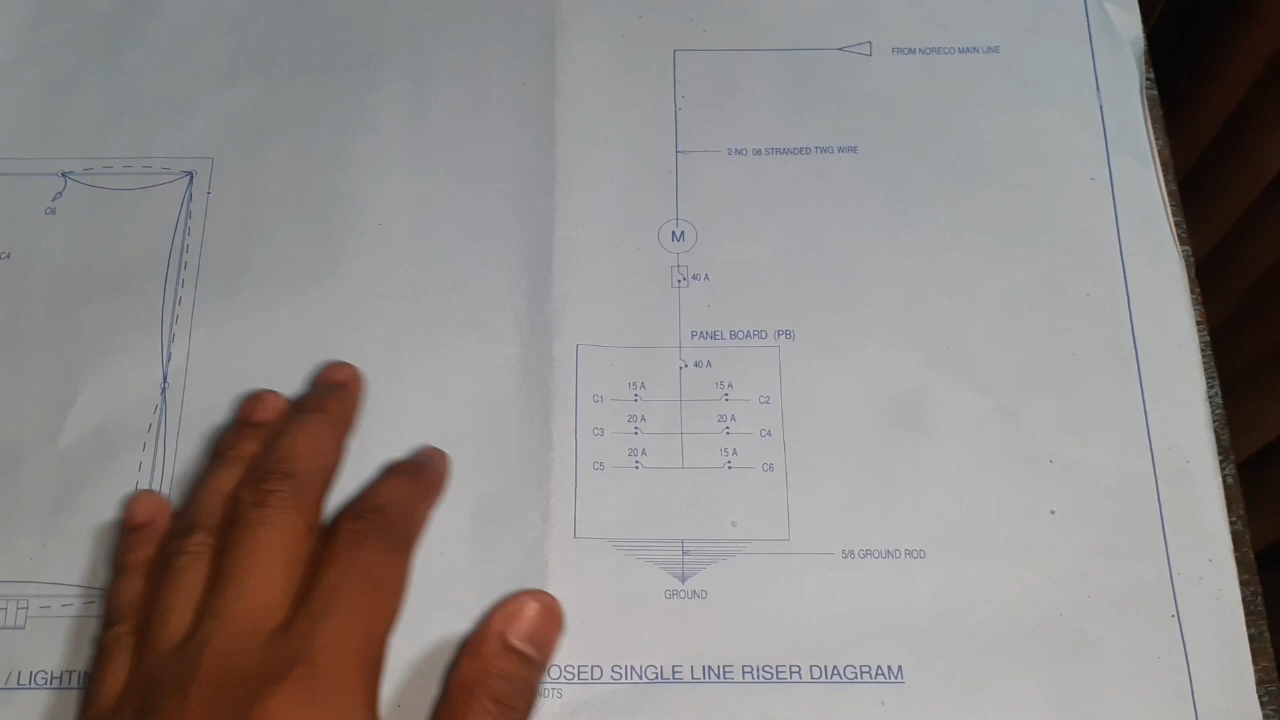 FROM NORECO MAIN LINE
2-NO. 08 STRANDED TWG WIRE
C6
M
C4
40 A
PANEL BOARD (PB)
40 A
15 A 15 A
C1 C2
20 A 20 A
C3 C4
20 A 15 A
C5 C6
5/8 GROUND ROD
GROUND
/ LIGHTIN
OSED SINGLE LINE RISER DIAGRAM
NDTS